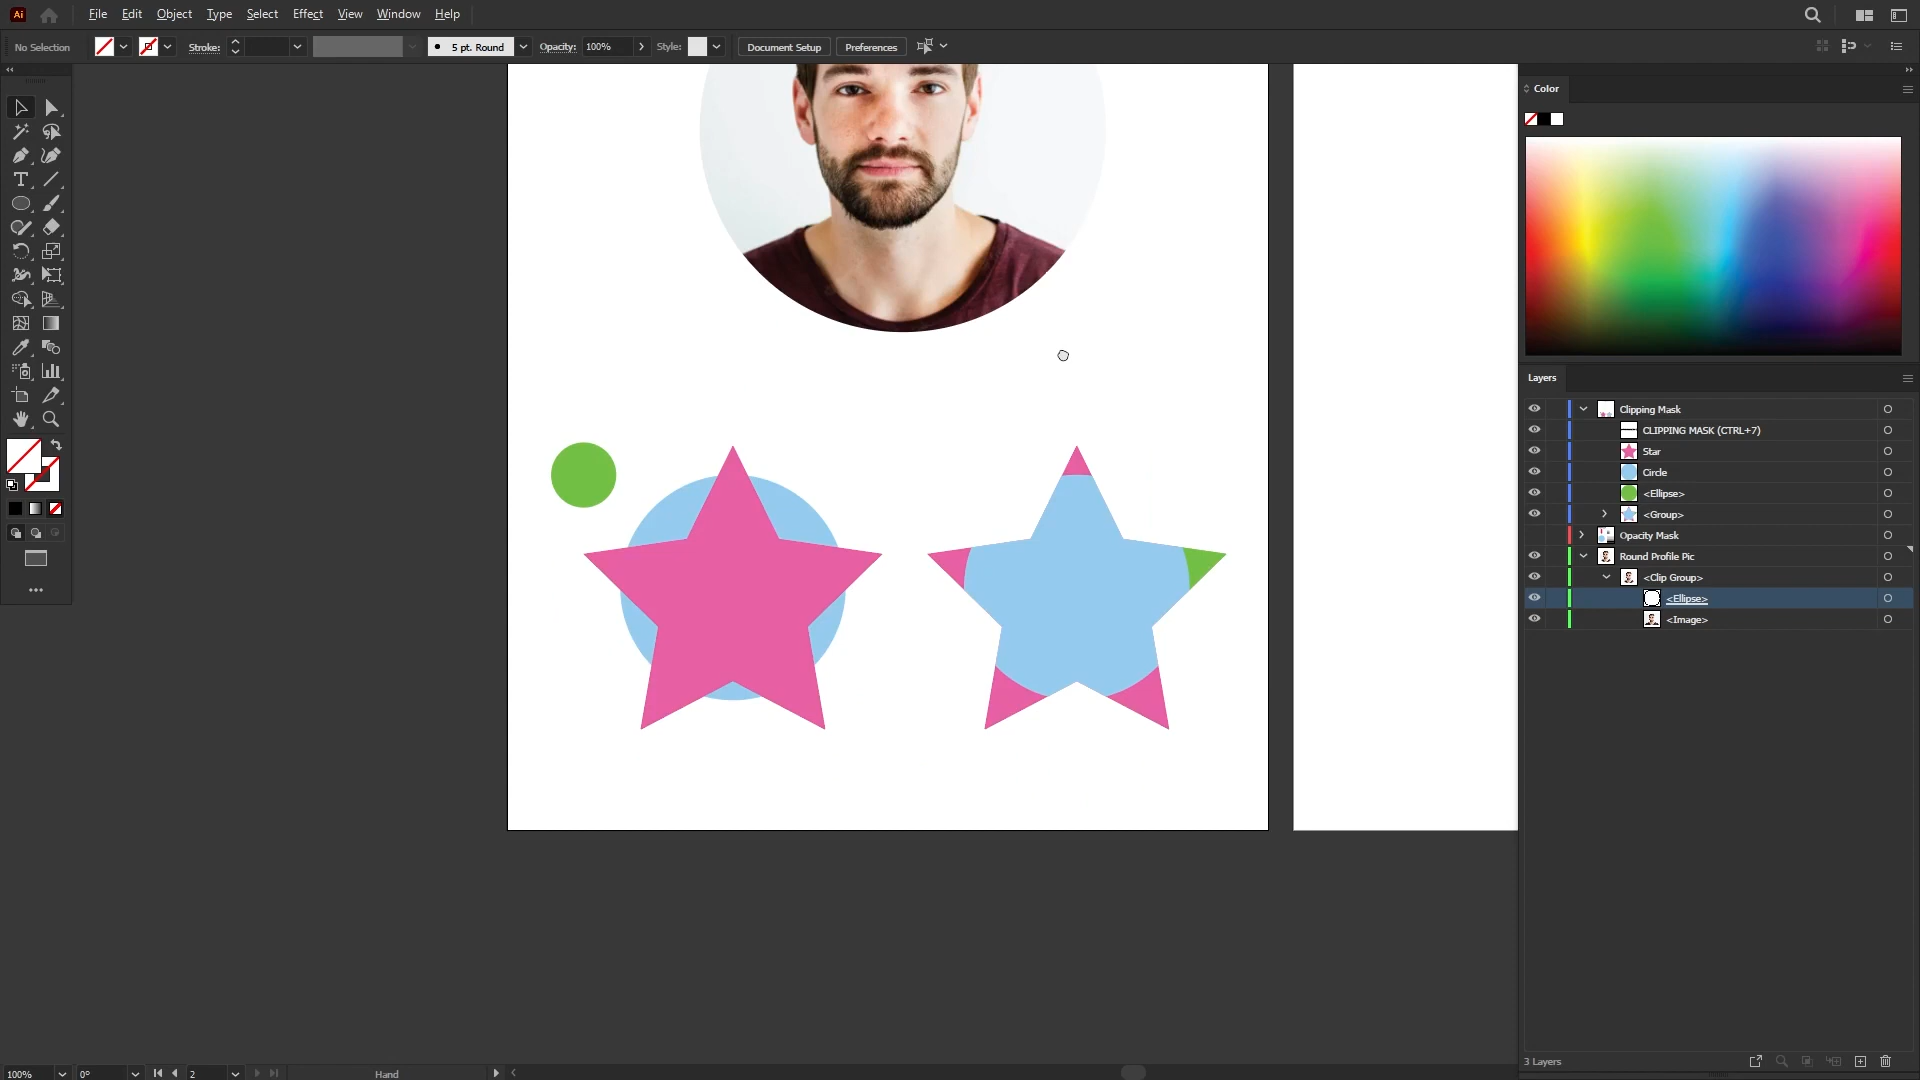 Ai File Edit Object Type Select Effect View Window Help
No Selection Stroke: 5 pt. Round Opacity: 100% Style: Document Setup Preferences
Color
Layers
Clipping Mask
CLIPPING MASK (CTRL+7)
Star
Circle
<Ellipse>
<Group>
Opacity Mask
Round Profile Pic
<Clip Group>
<Ellipse>
<Image>
3 Layers
100% 0° 2 Hand